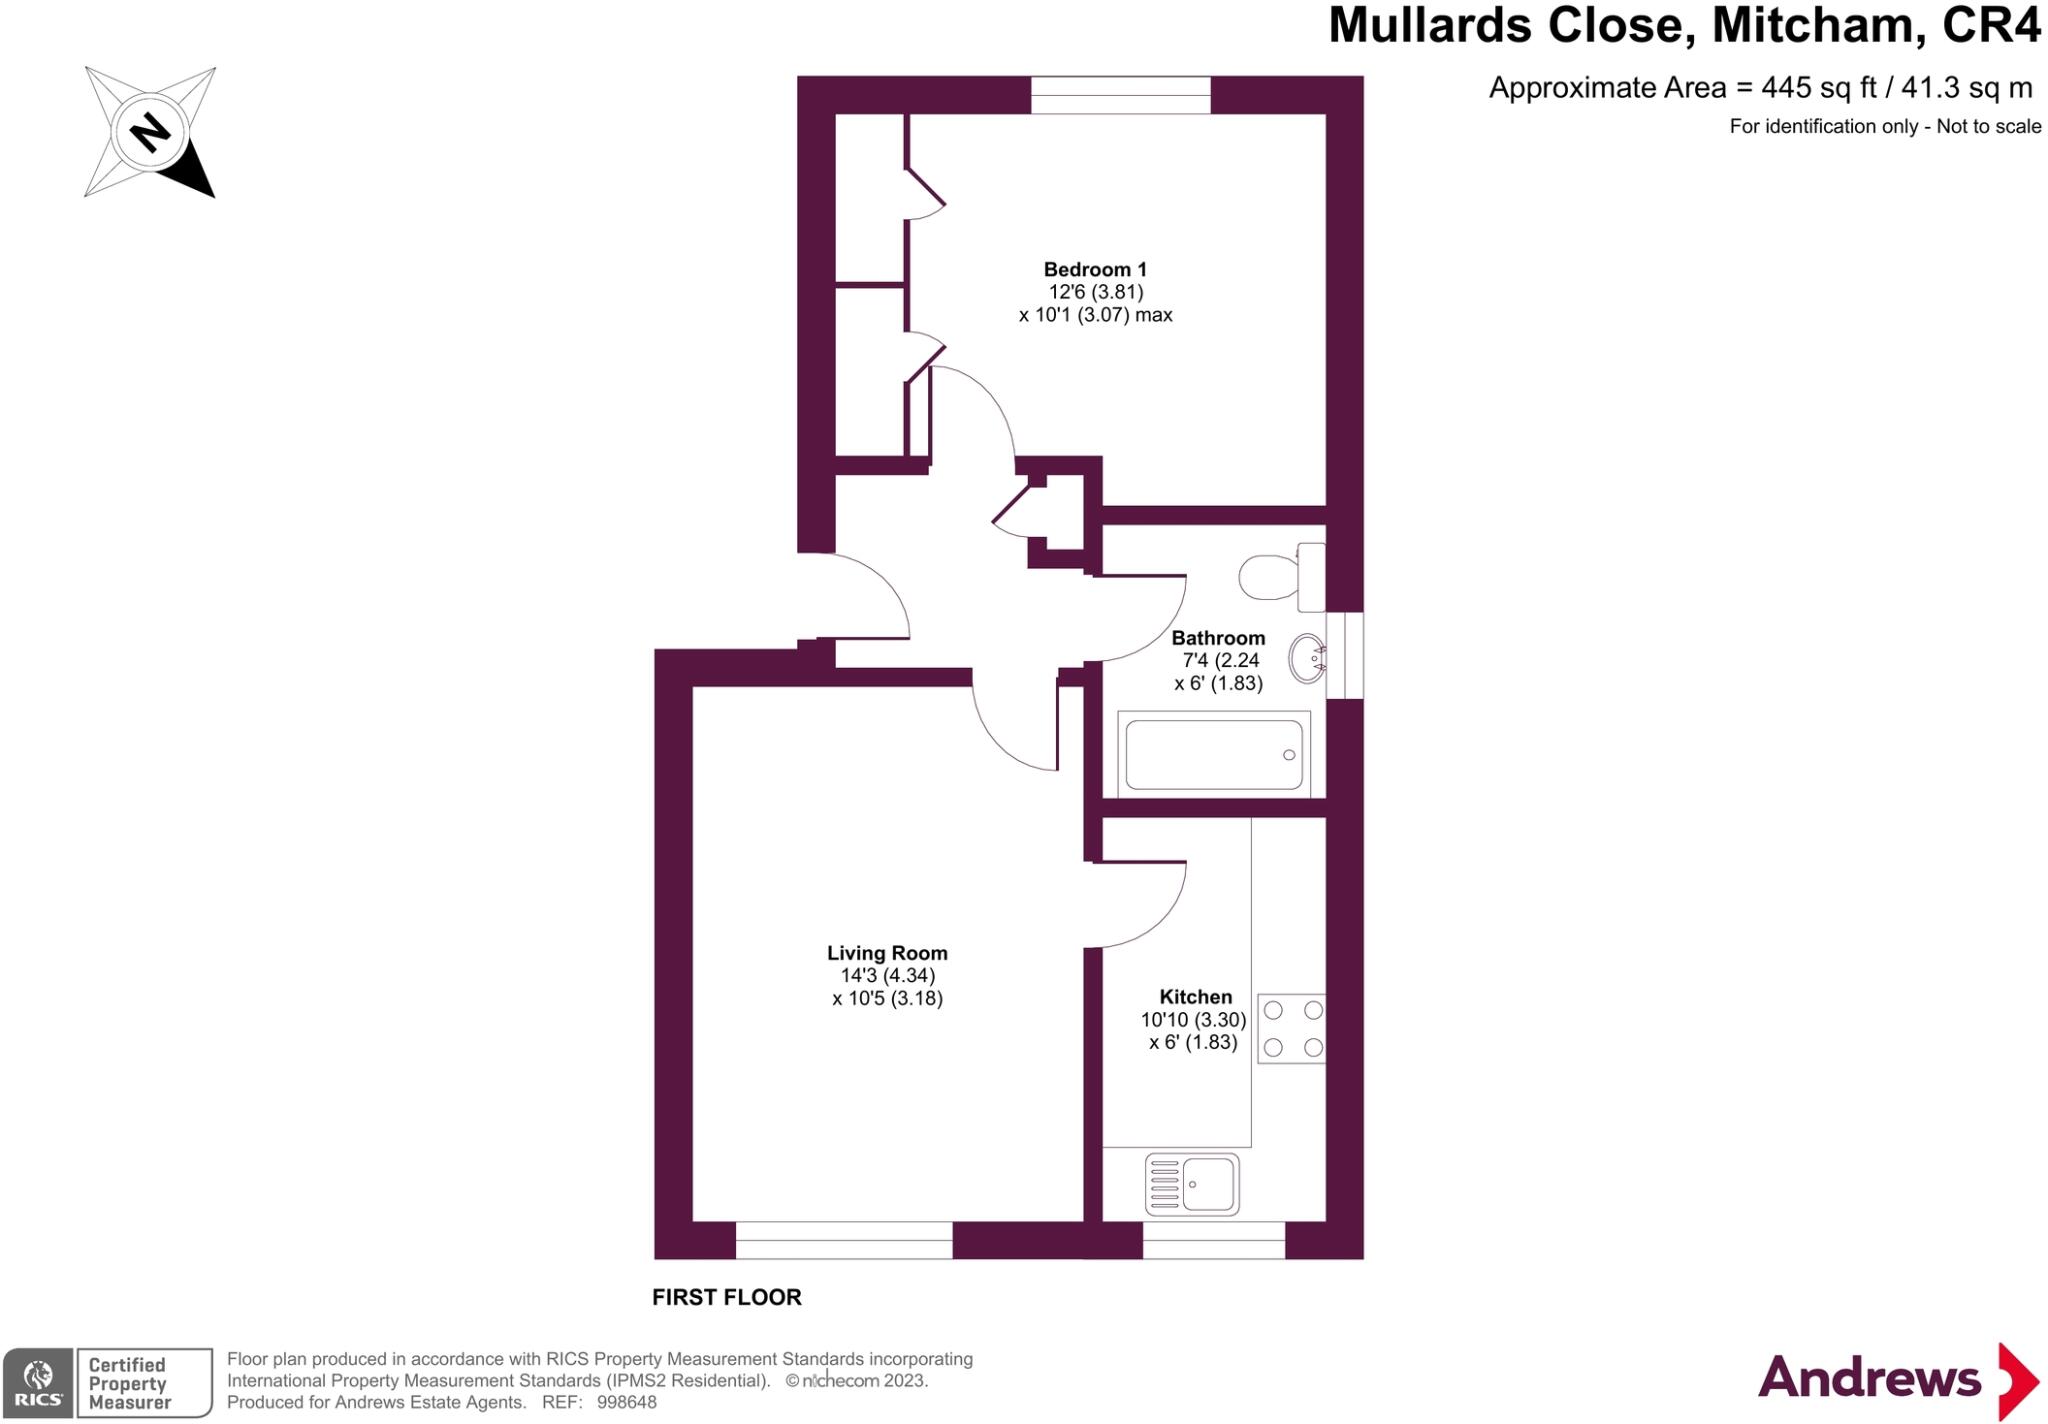 Mullards Close, Mitcham, CR4
Approximate Area = 445 sq ft / 41.3 sq m
For identification only - Not to scale
N
Bedroom 1
12'6 (3.81)
x 10'1 (3.07) max
Bathroom
7'4 (2.24
x 6' (1.83)
Living Room
14'3 (4.34)
x 10'5 (3.18)
Kitchen
10'10 (3.30)
x 6' (1.83)
FIRST FLOOR
RICS
Certified
Property
Measurer
Floor plan produced in accordance with RICS Property Measurement Standards incorporating
International Property Measurement Standards (IPMS2 Residential). © nichecom 2023.
Produced for Andrews Estate Agents. REF: 998648
Andrews